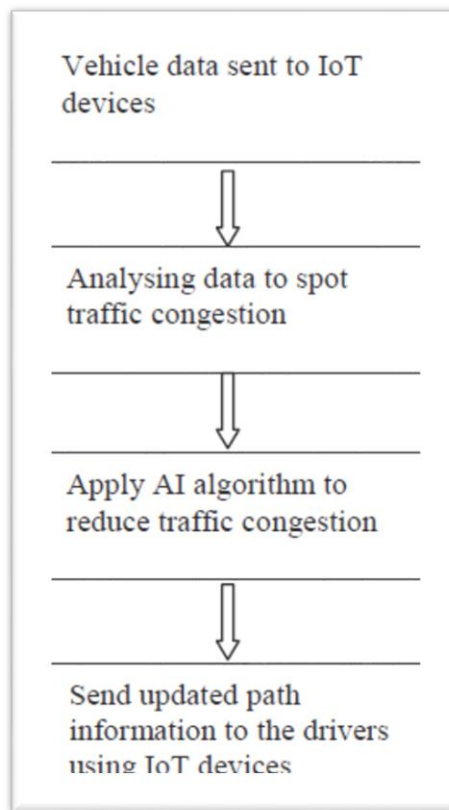 Vehicle data sent to IoT
devices
Analysing data to spot
traffic congestion
Apply AI algorithm to
reduce traffic congestion
Send updated path
information to the drivers
using IoT devices